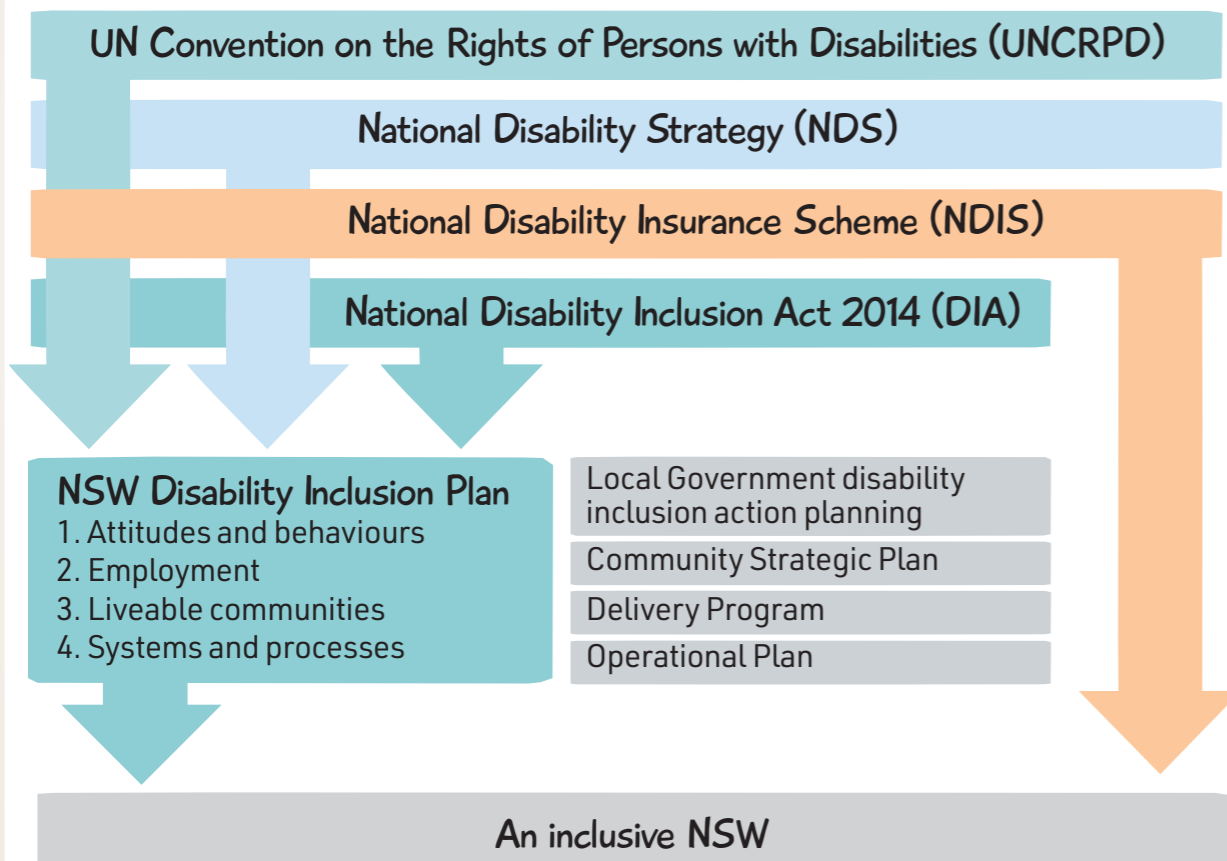 UN Convention on the Rights of Persons with Disabilities (UNCRPD)
National Disability Strategy (NDS)
National Disability Insurance Scheme (NDIS)
National Disability Inclusion Act 2014 (DIA)
NSW Disability Inclusion Plan
1. Attitudes and behaviours
2. Employment
3. Liveable communities
4. Systems and processes
Local Government disability
inclusion action planning
Community Strategic Plan
Delivery Program
Operational Plan
An inclusive NSW